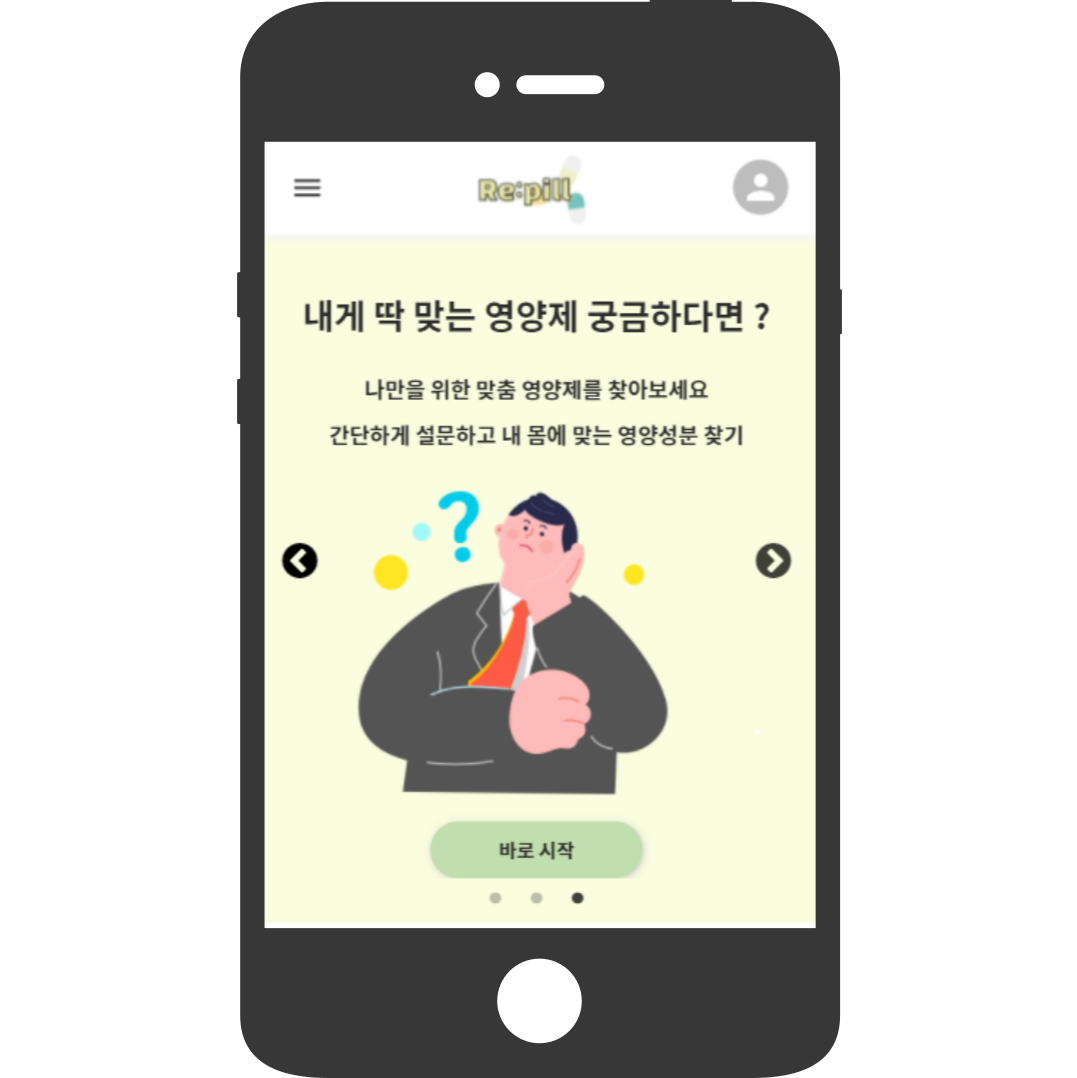 Re:pill
내게 딱 맞는 영양제 궁금하다면 ?
나만을 위한 맞춤 영양제를 찾아보세요
간단하게 설문하고 내 몸에 맞는 영양성분 찾기
?
바로 시작